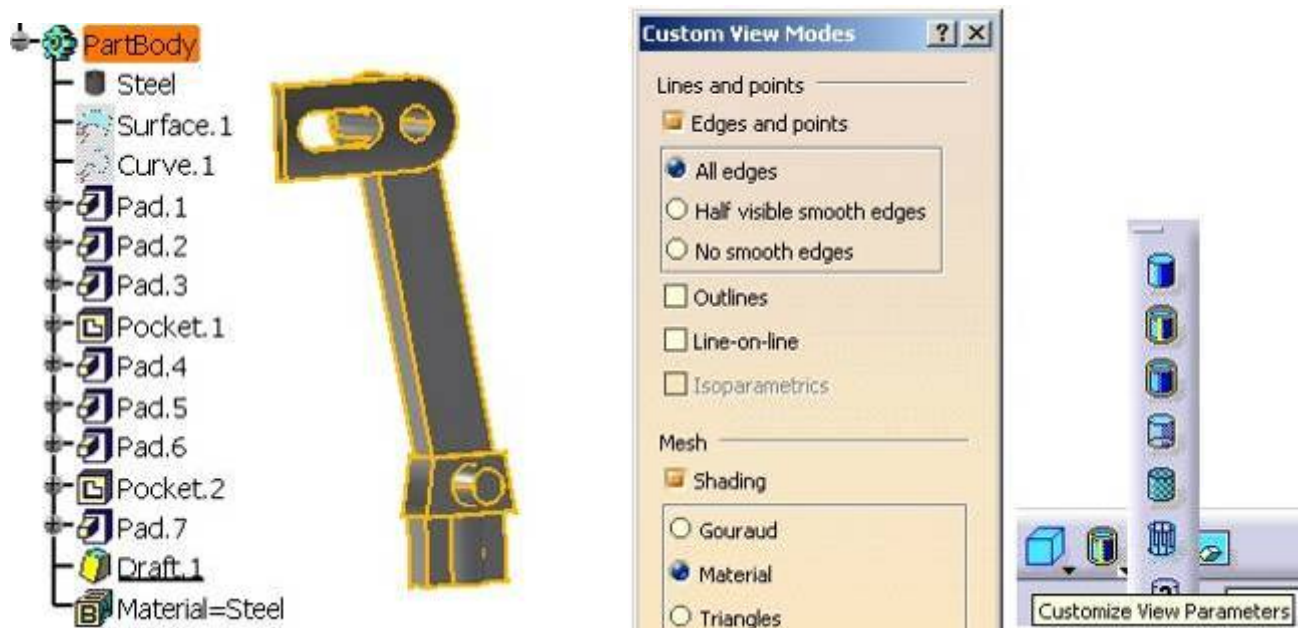 PartBody
Steel
Surface.1
Curve.1
Pad.1
Pad.2
Pad.3
Pocket.1
Pad.4
Pad.5
Pad.6
Pocket.2
Pad.7
Draft.1
Material=Steel
Custom View Modes
Lines and points
Edges and points
All edges
Half visible smooth edges
No smooth edges
Outlines
Line-on-line
Isoparametrics
Mesh
Shading
Gouraud
Material
Triangles
Customize View Parameters